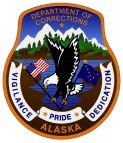 DEPARTMENT OF
CORRECTIONS
VIGILANCE
PRIDE
DEDICATION
ALASKA